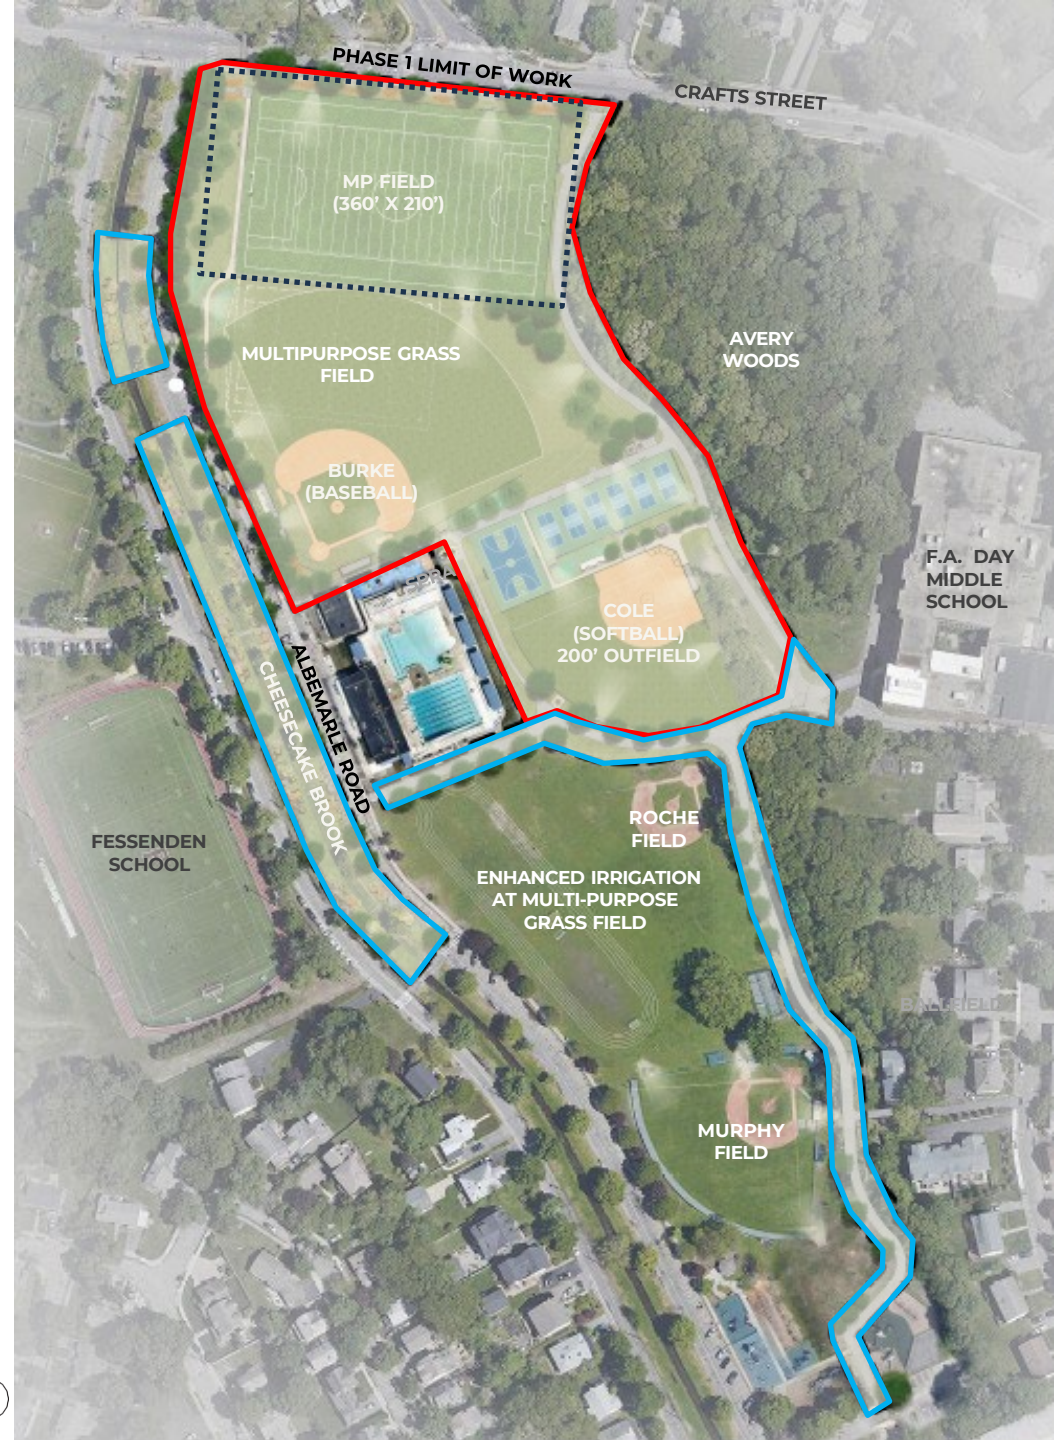 PHASE 1 LIMIT OF WORK
CRAFTS STREET
MP FIELD
(360’ X 210’)
MULTIPURPOSE GRASS
FIELD
AVERY
WOODS
BURKE
(BASEBALL)
F.A. DAY
MIDDLE
SCHOOL
COLE
(SOFTBALL)
200’ OUTFIELD
ALBEMARLE ROAD
CHEESECAKE BROOK
FESSENDEN
SCHOOL
ROCHE
FIELD
ENHANCED IRRIGATION
AT MULTI-PURPOSE
GRASS FIELD
BALLFIELD
MURPHY
FIELD